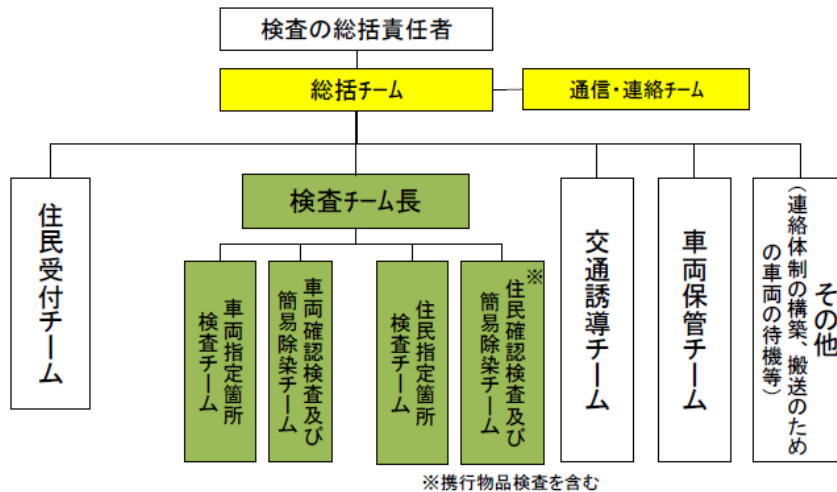 検査の総括責任者
総括チーム
通信・連絡チーム
住民受付チーム
検査チーム長
車両指定箇所
検査チーム
車両確認検査及び
簡易除染チーム
住民指定箇所
検査チーム
※
住民確認検査及び
簡易除染チーム
交通誘導チーム
車両保管チーム
その他
(連絡体制の構築、搬送のため
の車両の待機等)
※携行物品検査を含む